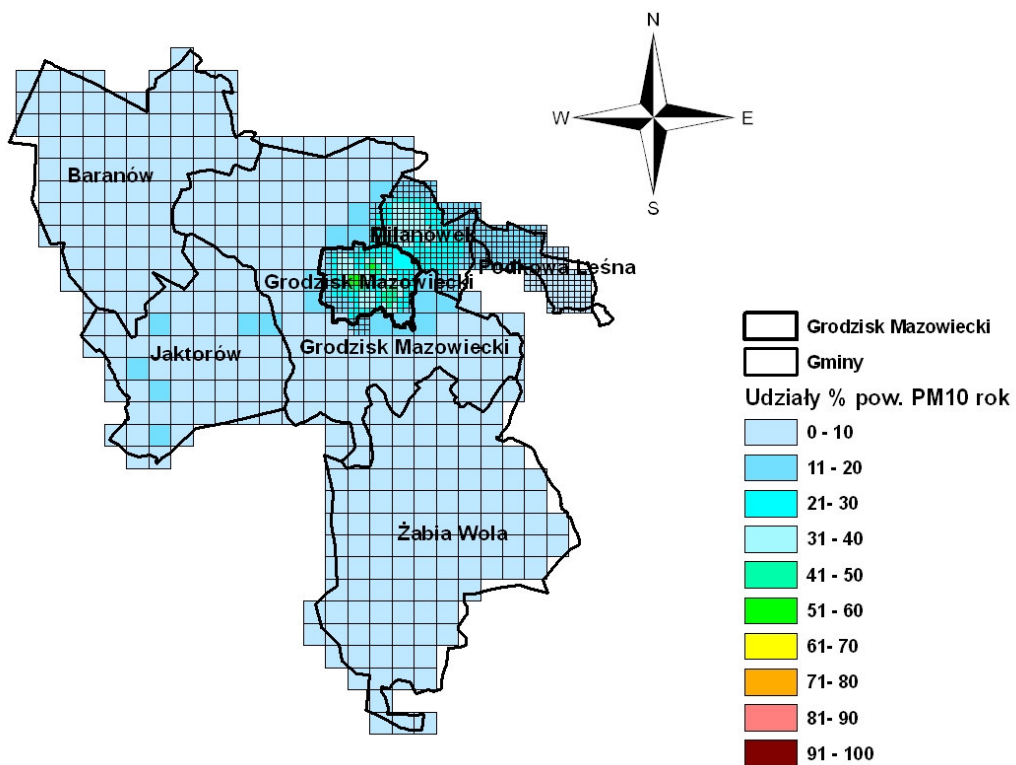 N
W
E
S
Baranów
Milanówek
Podkowa Leśna
Grodzisk Mazowiecki
Jaktorów
Grodzisk Mazowiecki
Żabia Wola
Grodzisk Mazowiecki
Gminy
Udziały % pow. PM10 rok
0 - 10
11 - 20
21- 30
31 - 40
41 - 50
51 - 60
61- 70
71- 80
81- 90
91 - 100